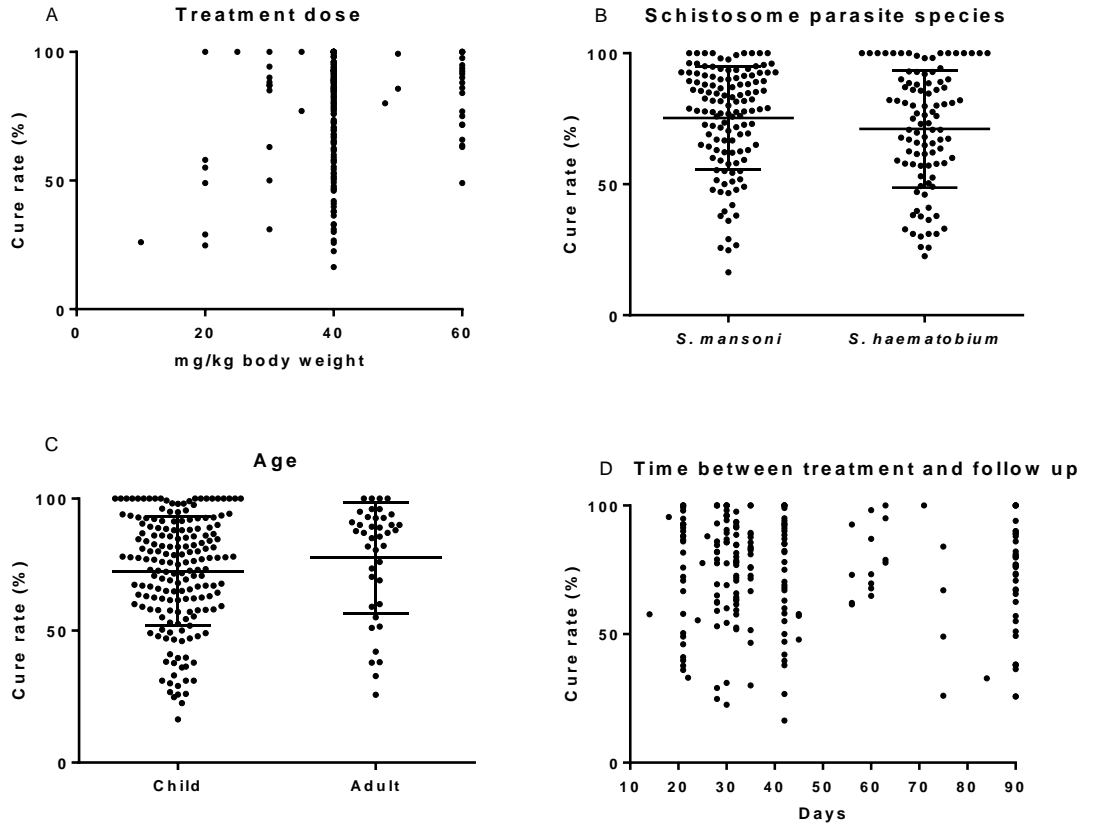 A
Treatment dose
100
50
0
Cure rate (%)
0
20
40
60
mg/kg body weight
B
Schistosome parasite species
100
50
0
Cure rate (%)
S. mansoni
S. haematobium
C
Age
100
50
0
Cure rate (%)
Child
Adult
D
Time between treatment and follow up
100
50
0
Cure rate (%)
10
20
30
40
50
60
70
80
90
Days